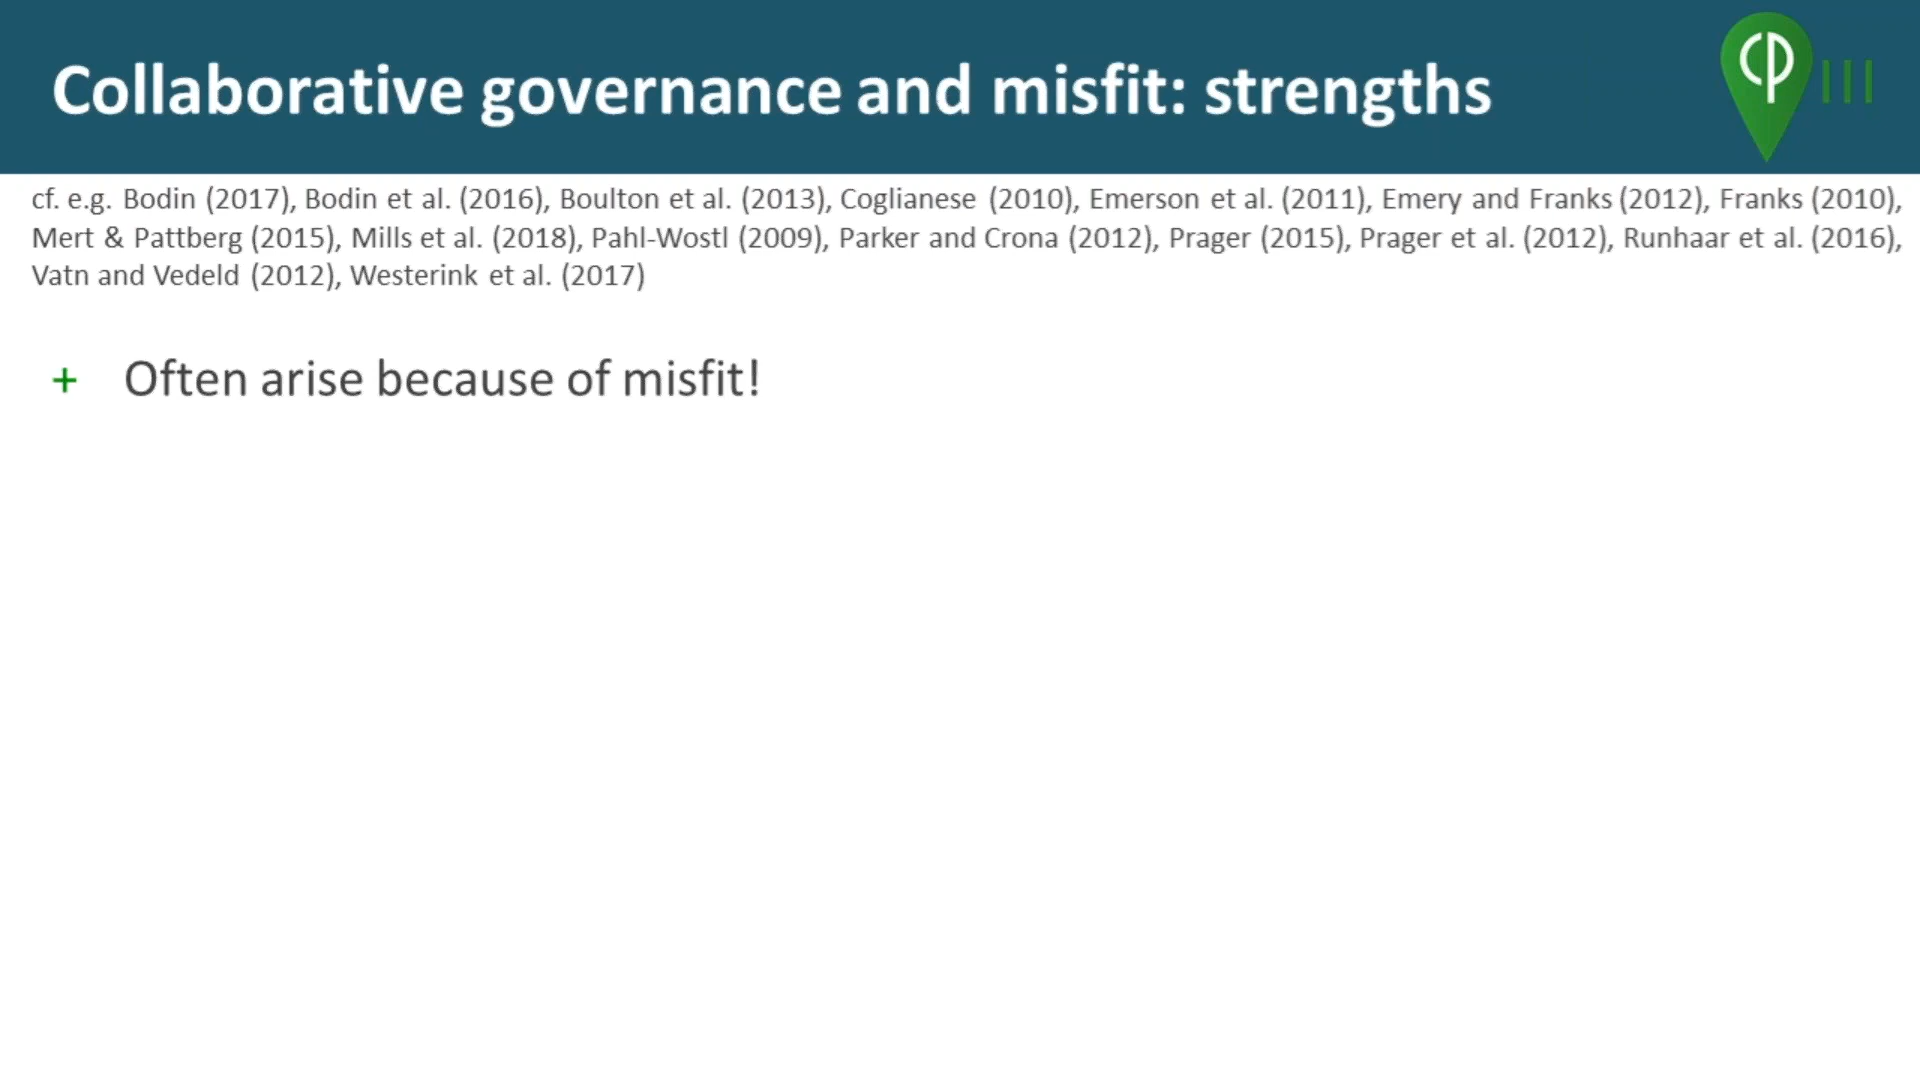 Collaborative governance and misfit: strengths
cf. e.g. Bodin (2017), Bodin et al. (2016), Boulton et al. (2013), Coglianese (2010), Emerson et al. (2011), Emery and Franks (2012), Franks (2010),
Mert & Pattberg (2015), Mills et al. (2018), Pahl-Wostl (2009), Parker and Crona (2012), Prager (2015), Prager et al. (2012), Runhaar et al. (2016),
Vatn and Vedeld (2012), Westerink et al. (2017)
+ Often arise because of misfit!